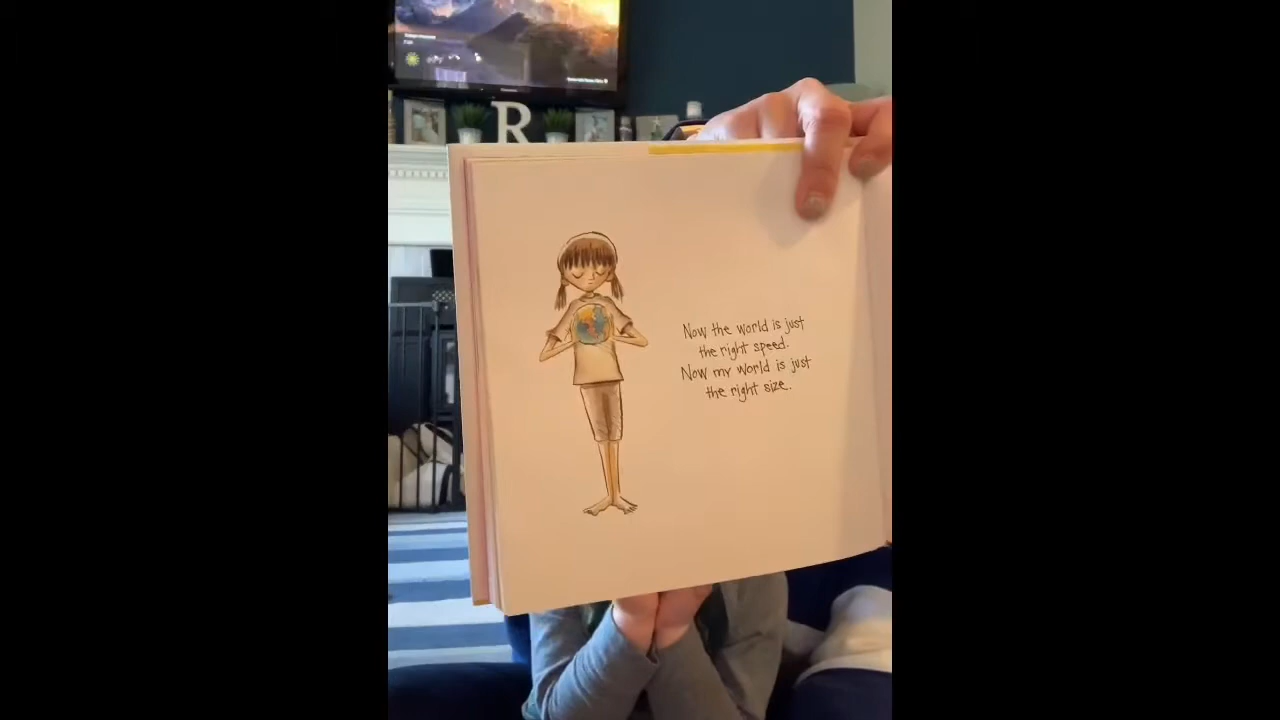 R
Now the world is just
the right speed.
Now my world is just
the right size.